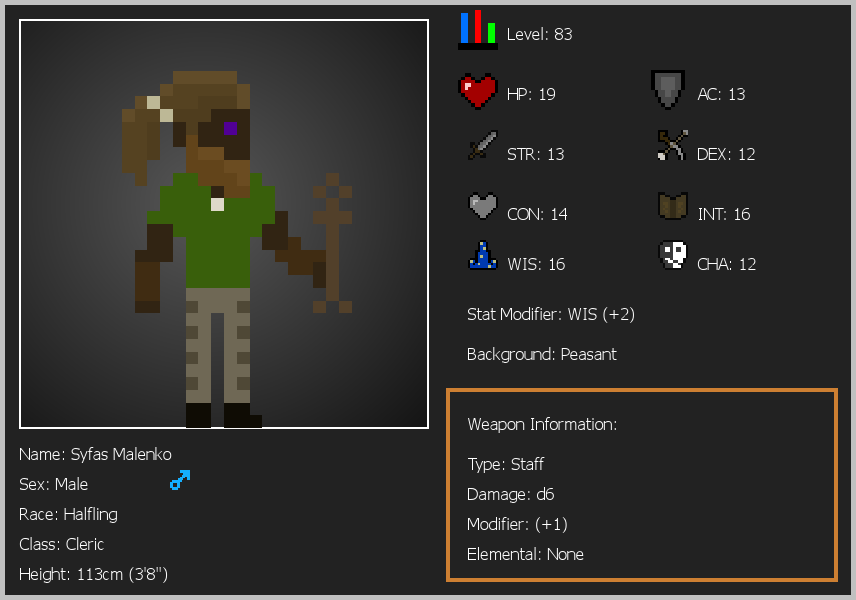 Level: 83
HP: 19
AC: 13
STR: 13
DEX: 12
CON: 14
INT: 16
WIS: 16
CHA: 12
Stat Modifier: WIS (+2)
Background: Peasant
Weapon Information:
Type: Staff
Damage: d6
Modifier: (+1)
Elemental: None
Name: Syfas Malenko
Sex: Male
Race: Halfling
Class: Cleric
Height: 113cm (3'8")